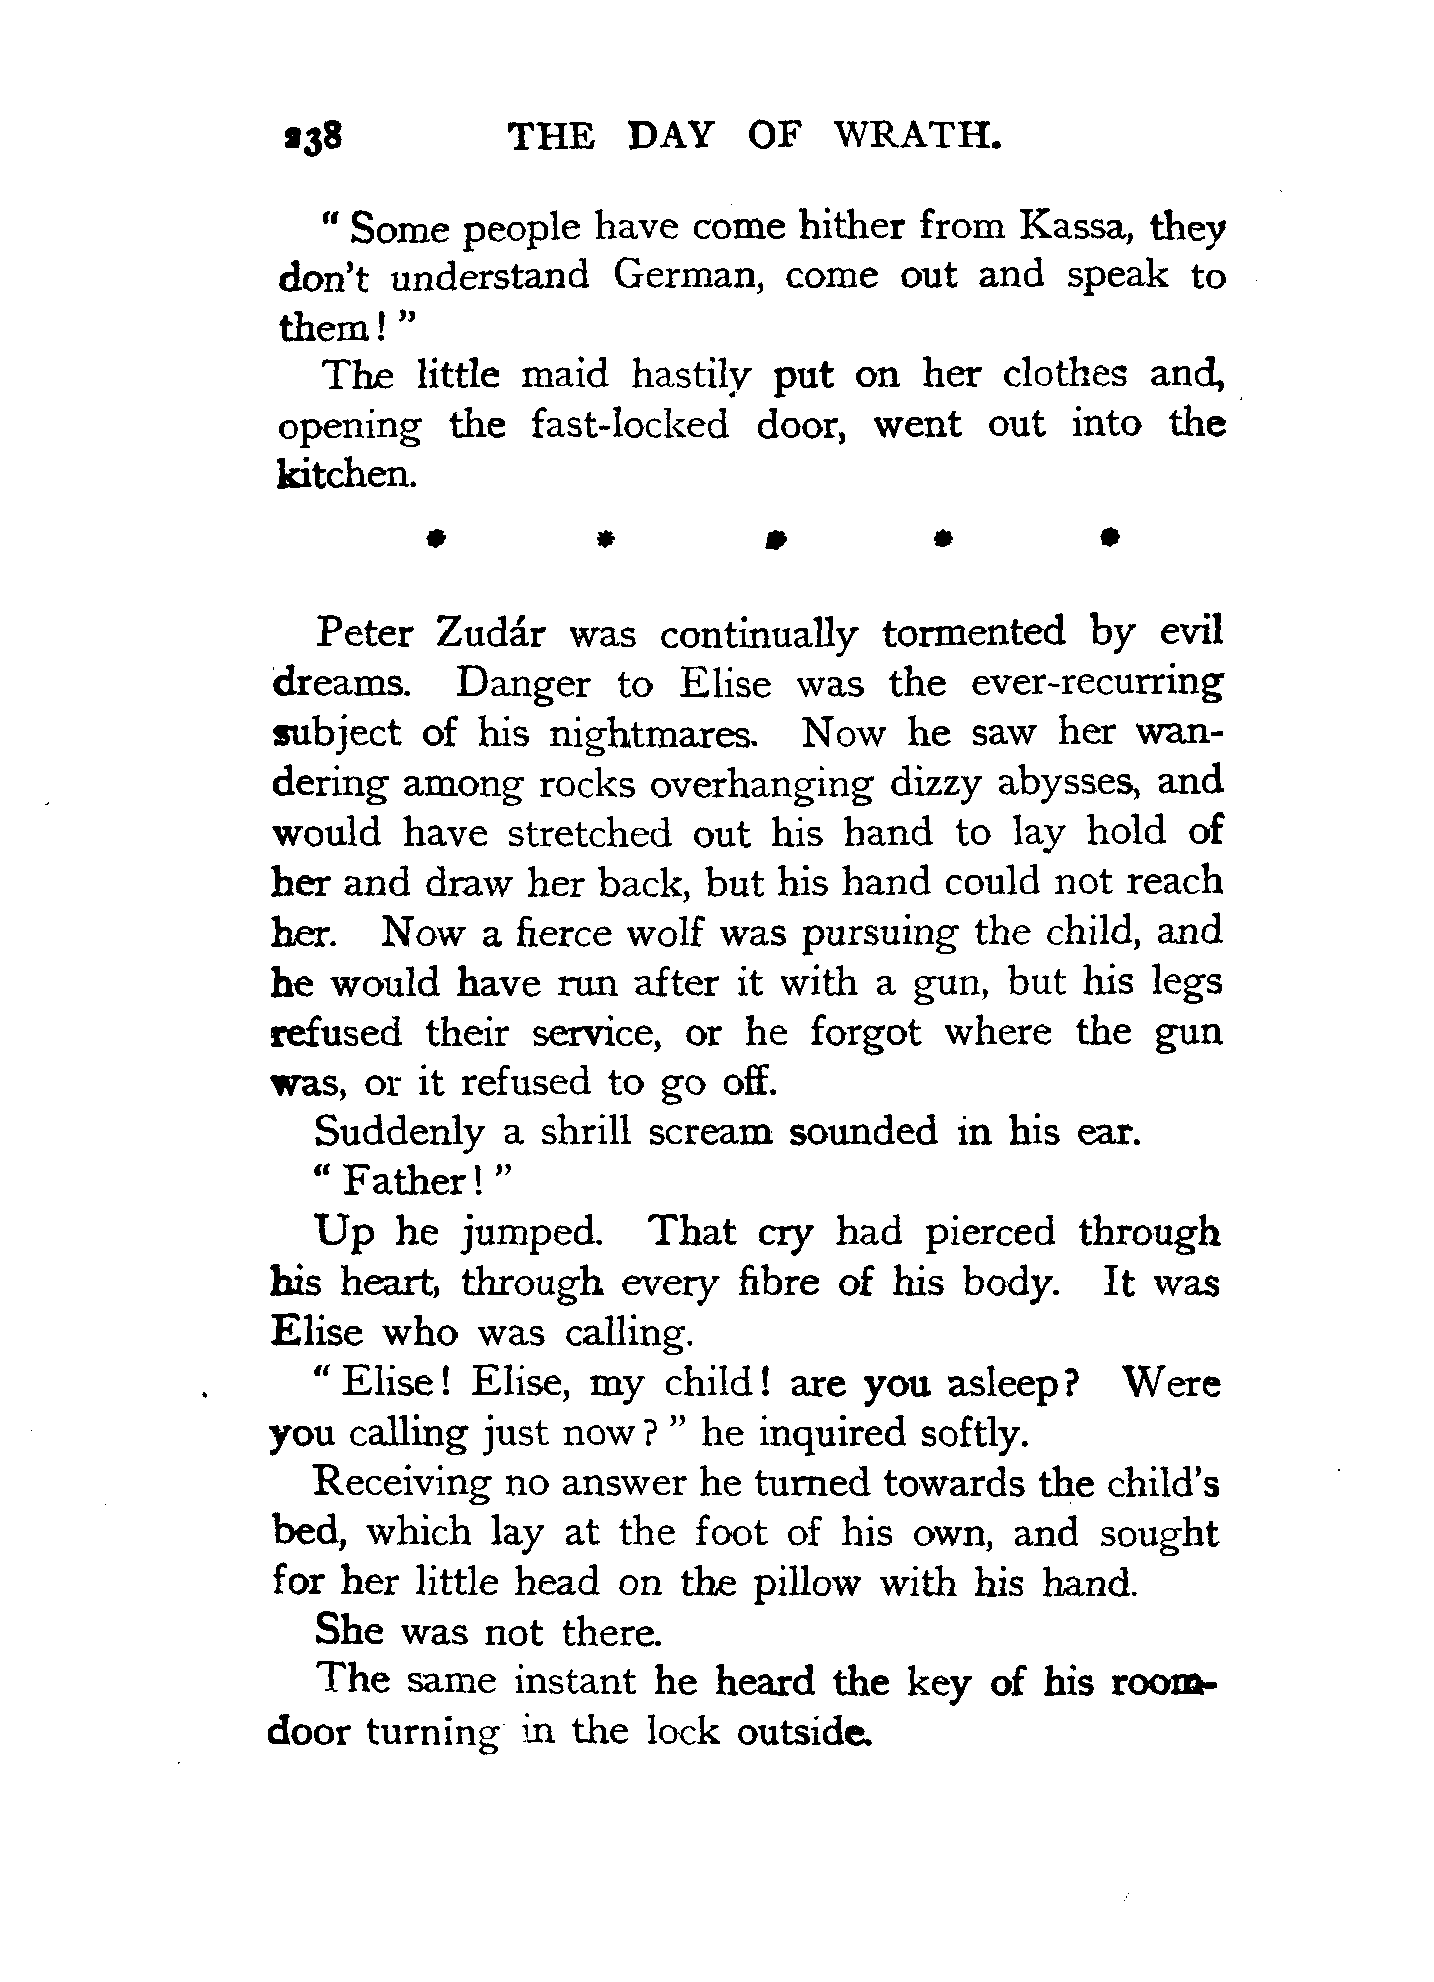 238 THE DAY OF WRATH.
" Some people have come hither from Kassa, they
don't understand German, come out and speak to
them! "
The little maid hastily put on her clothes and,
opening the fast-locked door, went out into the
kitchen.
* * * * *
Peter Zudár was continually tormented by evil
dreams. Danger to Elise was the ever-recurring
subject of his nightmares. Now he saw her wan-
dering among rocks overhanging dizzy abysses, and
would have stretched out his hand to lay hold of
her and draw her back, but his hand could not reach
her. Now a fierce wolf was pursuing the child, and
he would have run after it with a gun, but his legs
refused their service, or he forgot where the gun
was, or it refused to go off.
Suddenly a shrill scream sounded in his ear.
" Father! "
Up he jumped. That cry had pierced through
his heart, through every fibre of his body. It was
Elise who was calling.
" Elise! Elise, my child! are you asleep? Were
you calling just now? " he inquired softly.
Receiving no answer he turned towards the child's
bed, which lay at the foot of his own, and sought
for her little head on the pillow with his hand.
She was not there.
The same instant he heard the key of his room-
door turning in the lock outside.